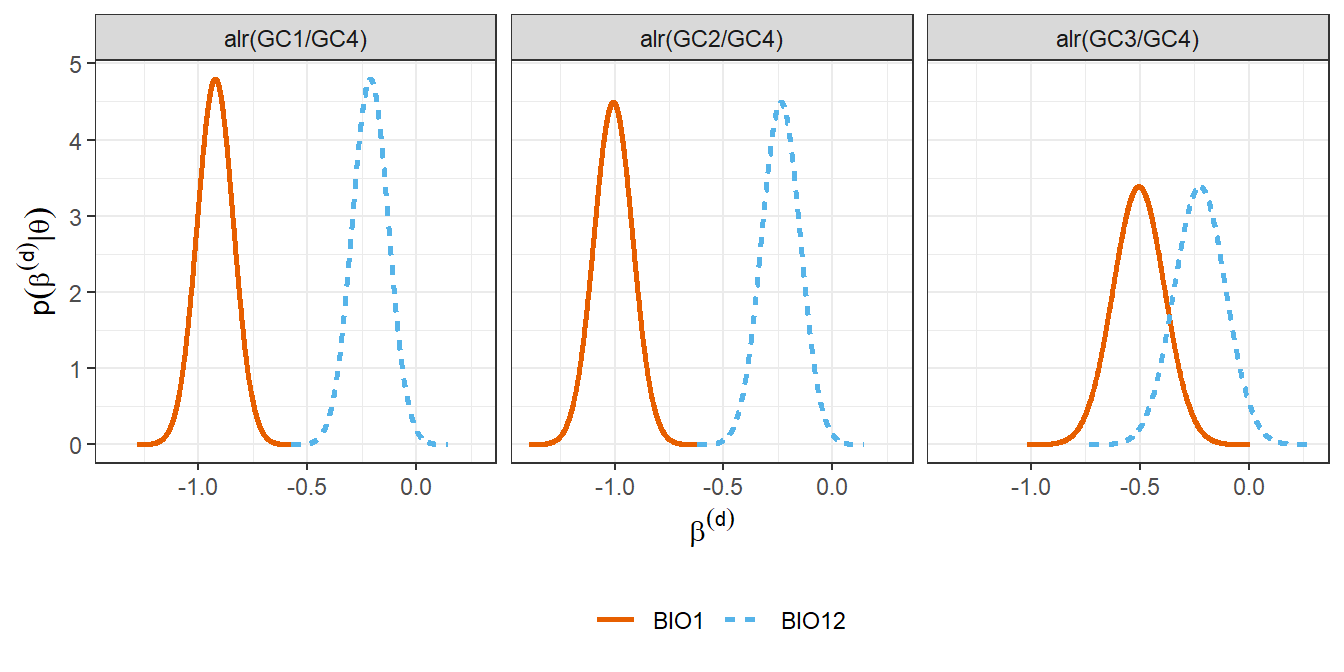 alr(GC1/GC4) alr(GC2/GC4) alr(GC3/GC4)
5
4
3
2
1
0
p(β^(d)|θ)
-1.0 -0.5 0.0 -1.0 -0.5 0.0 -1.0 -0.5 0.0
β^(d)
BIO1 BIO12